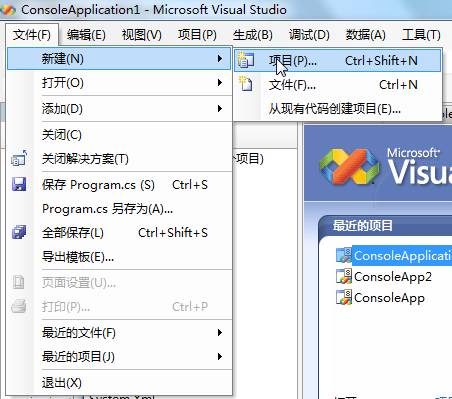 ConsoleApplication1 - Microsoft Visual Studio
文件(F) 编辑(E) 视图(V) 项目(P) 生成(B) 调试(D) 数据(A) 工具(T)
新建(N)
项目(P)... Ctrl+Shift+N
打开(O)
文件(F)... Ctrl+N
添加(D)
从现有代码创建项目(E)...
关闭(C)
关闭解决方案(T)
项目)
Microsoft
保存 Program.cs (S) Ctrl+S
Program.cs 另存为(A)...
全部保存(L) Ctrl+Shift+S
最近的项目
导出模板(E)...
ConsoleApplicati
页面设置(U)...
ConsoleApp2
打印(P)... Ctrl+P
ConsoleApp
最近的文件(F)
最近的项目(J)
退出(X)
System.Xml